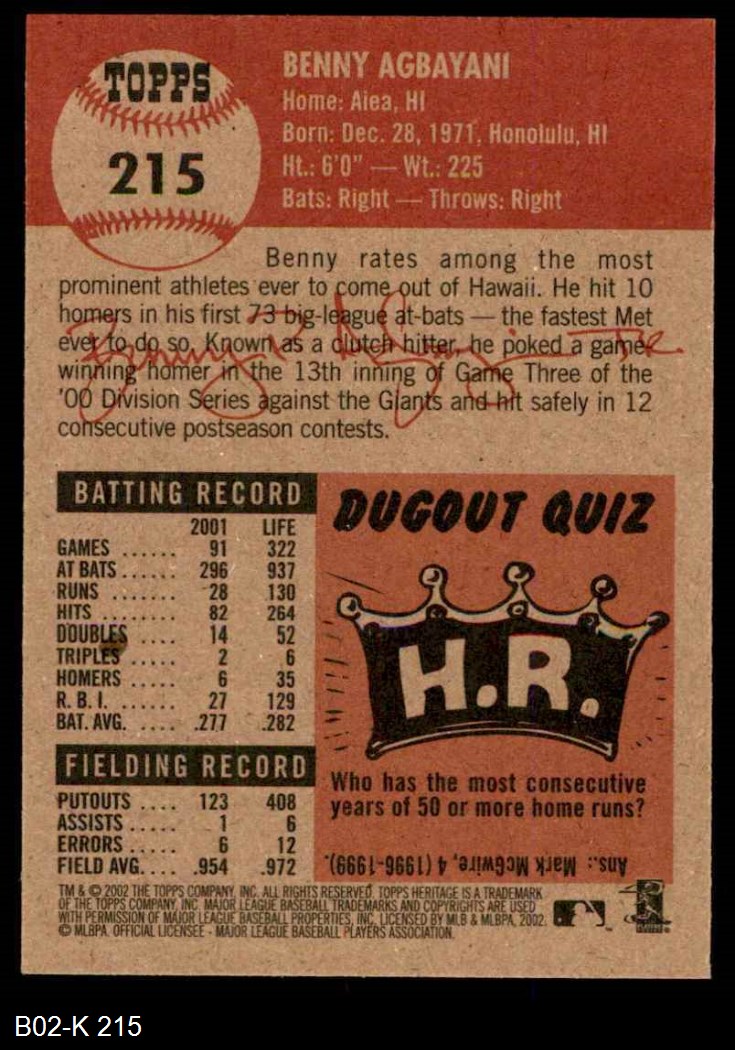 TOPPS
215
BENNY AGBAYANI
Home: Aiea, HI
Born: Dec. 28, 1971, Honolulu, HI
Ht.: 6'0" — Wt.: 225
Bats: Right — Throws: Right
Benny rates among the most
prominent athletes ever to come out of Hawaii. He hit 10
homers in his first 73 big-league at-bats — the fastest Met
ever to do so. Known as a clutch hitter, he poked a game-
winning homer in the 13th inning of Game Three of the
'00 Division Series against the Giants and hit safely in 12
consecutive postseason contests.
BATTING RECORD
2001 LIFE
GAMES ...... 91 322
AT BATS...... 296 937
RUNS ....... 28 130
HITS ........ 82 264
DOUBLES .... 14 52
TRIPLES ..... 2 6
HOMERS ..... 6 35
R. B. I. ...... 27 129
BAT. AVG. .... .277 .282
FIELDING RECORD
PUTOUTS .... 123 408
ASSISTS ..... 1 6
ERRORS ..... 6 12
FIELD AVG. ... .954 .972
DUGOUT QUIZ
H.R.
Who has the most consecutive
years of 50 or more home runs?
Ans.: Mark McGwire, 4 (1996-1999).
TM & © 2002 THE TOPPS COMPANY, INC. ALL RIGHTS RESERVED. TOPPS HERITAGE IS A TRADEMARK
OF THE TOPPS COMPANY, INC. MAJOR LEAGUE BASEBALL TRADEMARKS AND COPYRIGHTS ARE USED
WITH PERMISSION OF MAJOR LEAGUE BASEBALL PROPERTIES, INC. LICENSED BY MLB & MLBPA, 2002.
© MLBPA. OFFICIAL LICENSEE - MAJOR LEAGUE BASEBALL PLAYERS ASSOCIATION.
B02-K 215